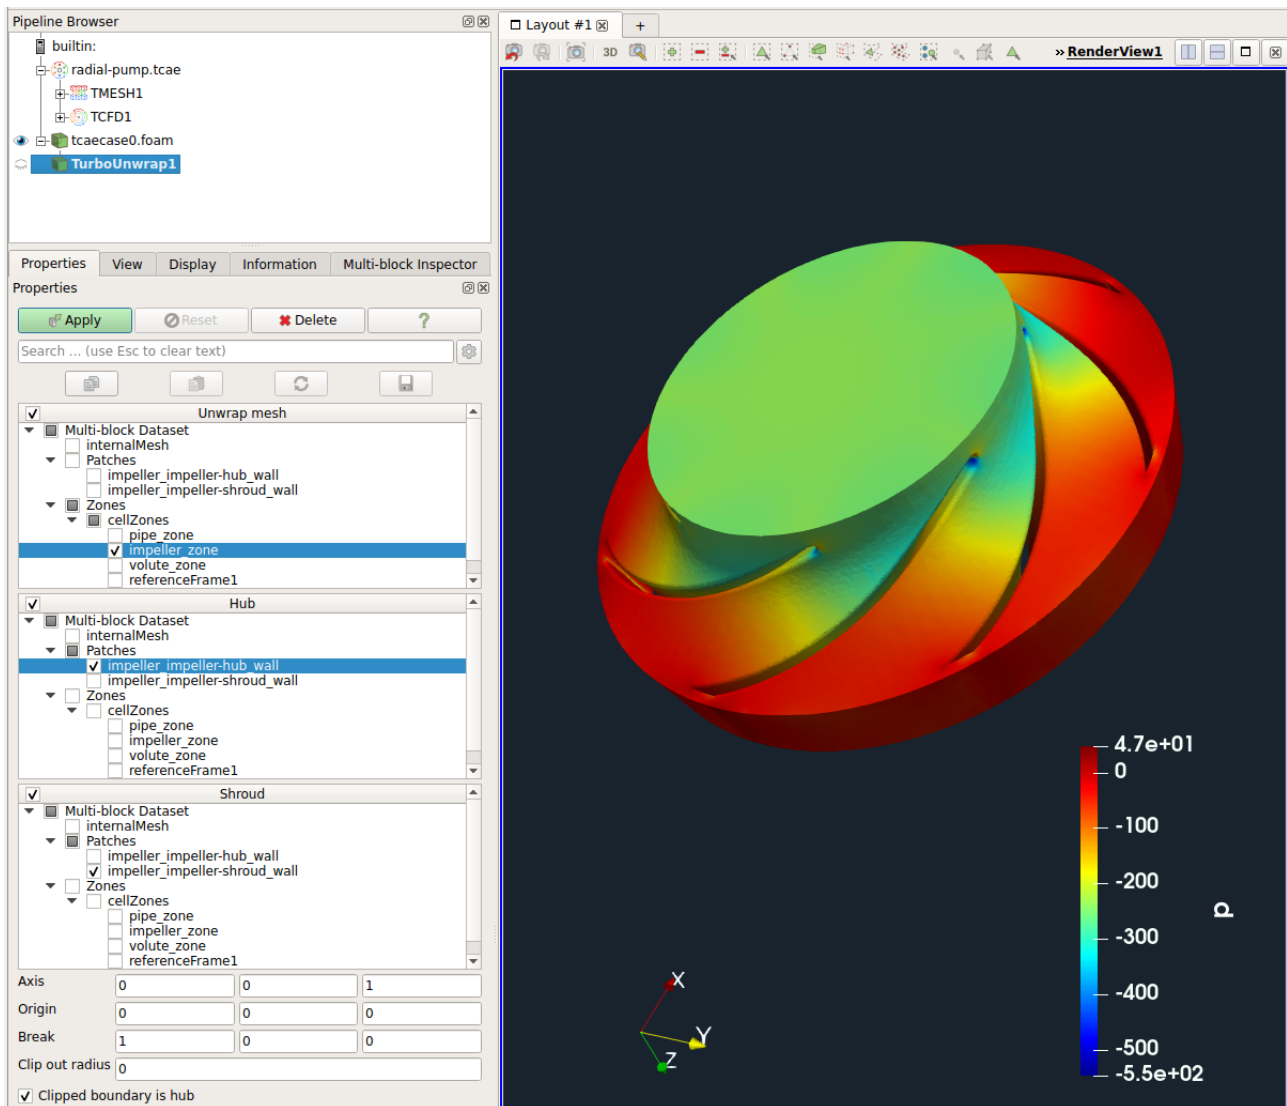 Pipeline Browser
builtin:
radial-pump.tcae
TMESH1
TCFD1
tcaecase0.foam
TurboUnwrap1
Properties View Display Information Multi-block Inspector
Properties
Apply Reset Delete ?
Search ... (use Esc to clear text)
Unwrap mesh
Multi-block Dataset
internalMesh
Patches
impeller_impeller-hub_wall
impeller_impeller-shroud_wall
Zones
cellZones
pipe_zone
impeller_zone
volute_zone
referenceFrame1
Hub
Multi-block Dataset
internalMesh
Patches
impeller_impeller-hub_wall
impeller_impeller-shroud_wall
Zones
cellZones
pipe_zone
impeller_zone
volute_zone
referenceFrame1
Shroud
Multi-block Dataset
internalMesh
Patches
impeller_impeller-hub_wall
impeller_impeller-shroud_wall
Zones
cellZones
pipe_zone
impeller_zone
volute_zone
referenceFrame1
Axis 0 0 1
Origin 0 0 0
Break 1 0 0
Clip out radius 0
Clipped boundary is hub
Layout #1 +
3D » RenderView1
4.7e+01
0
-100
-200
-300
-400
-500
-5.5e+02
p
X
Y
Z